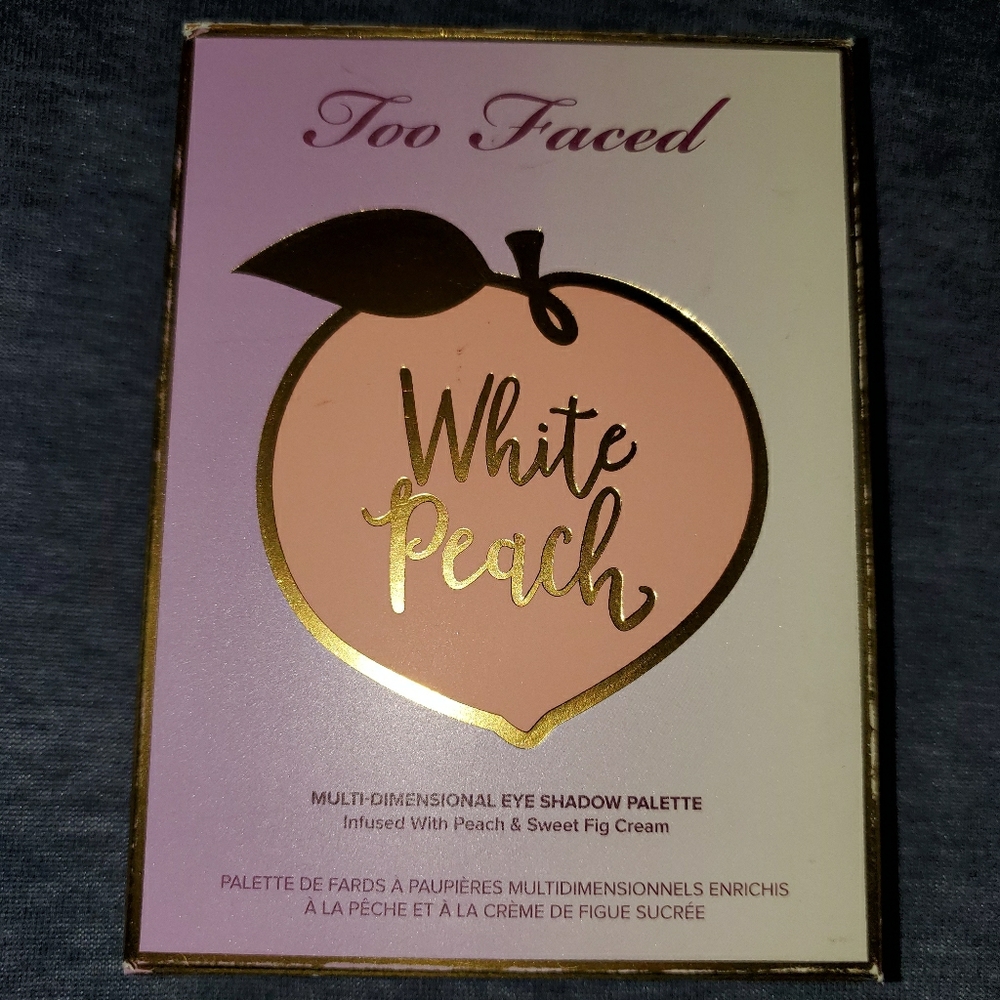 Too Faced
White
Peach
MULTI-DIMENSIONAL EYE SHADOW PALETTE
Infused With Peach & Sweet Fig Cream
PALETTE DE FARDS À PAUPIÈRES MULTIDIMENSIONNELS ENRICHIS
À LA PÊCHE ET À LA CRÈME DE FIGUE SUCRÉE